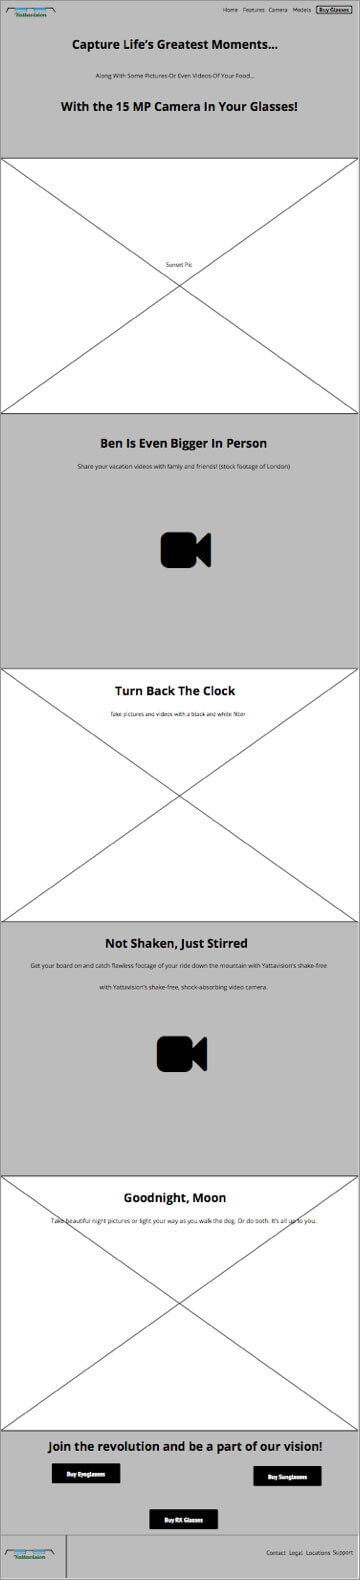 Yattavision
Home Features Camera Models Buy Glasses
Capture Life's Greatest Moments...
Along With Some Pictures-Or Even Videos-Of Your Food...
With the 15 MP Camera In Your Glasses!
Sunset Pic
Ben Is Even Bigger In Person
Share your vacation videos with famly and friends! (stock footage of London)
Turn Back The Clock
Take pictures and videos with a black and white filter
Not Shaken, Just Stirred
Get your board on and catch flawless footage of your ride down the mountain with Yattavision's shake-free
with Yattavision's shake-free, shock-absorbing video camera.
Goodnight, Moon
Take beautiful night pictures or light your way as you walk the dog. Or do both. It's all up to you.
Join the revolution and be a part of our vision!
Buy Eyeglasses
Buy Sunglasses
Buy RX Glasses
Yattavision
Contact Legal Locations Support